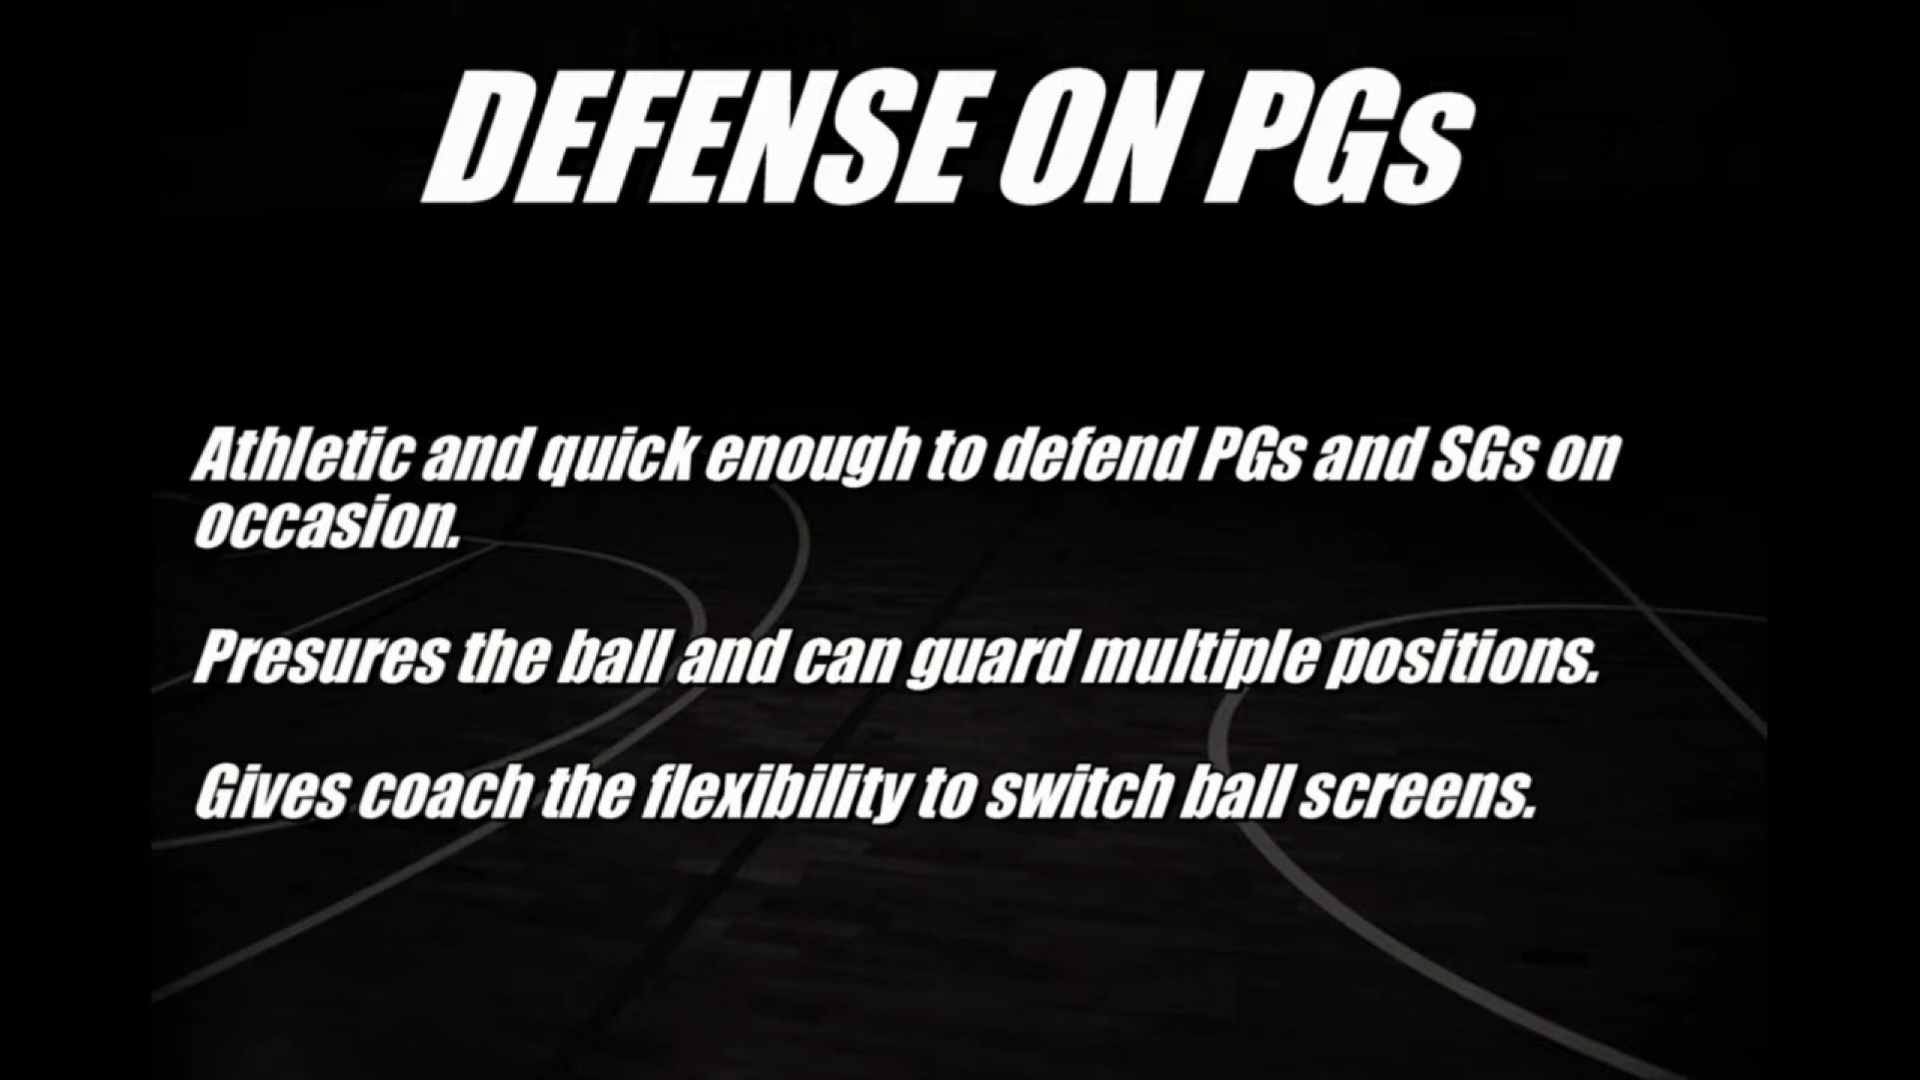 DEFENSE ON PGs
Athletic and quick enough to defend PGs and SGs on
occasion.
Presures the ball and can guard multiple positions.
Gives coach the flexibility to switch ball screens.